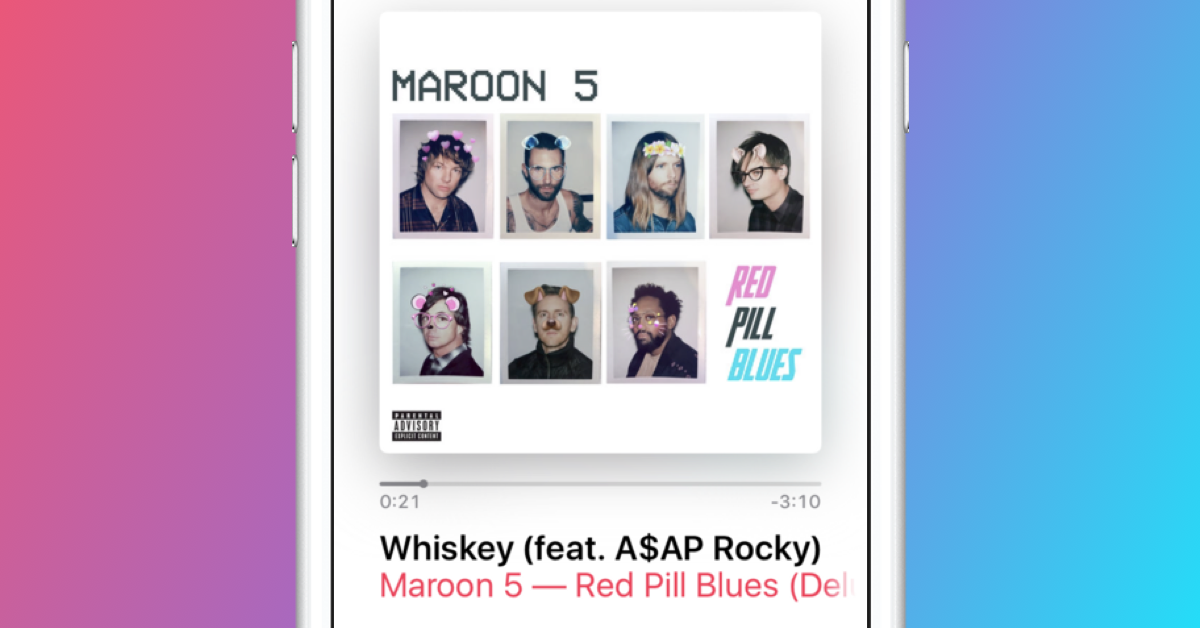 MAROON 5
RED
PILL
BLUES
PARENTAL
ADVISORY
EXPLICIT CONTENT
0:21 -3:10
Whiskey (feat. A$AP Rocky)
Maroon 5 — Red Pill Blues (Del